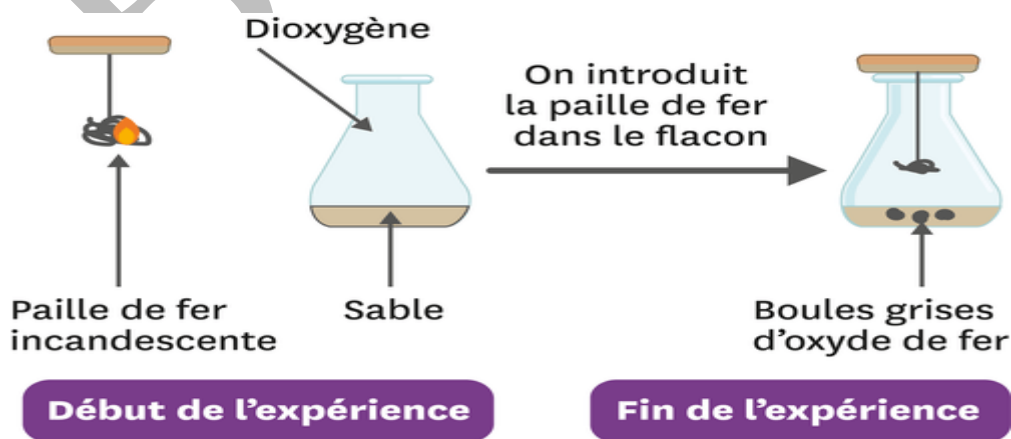 Dioxygène
On introduit
la paille de fer
dans le flacon
Paille de fer
incandescente
Sable
Boules grises
d'oxyde de fer
Début de l'expérience
Fin de l'expérience